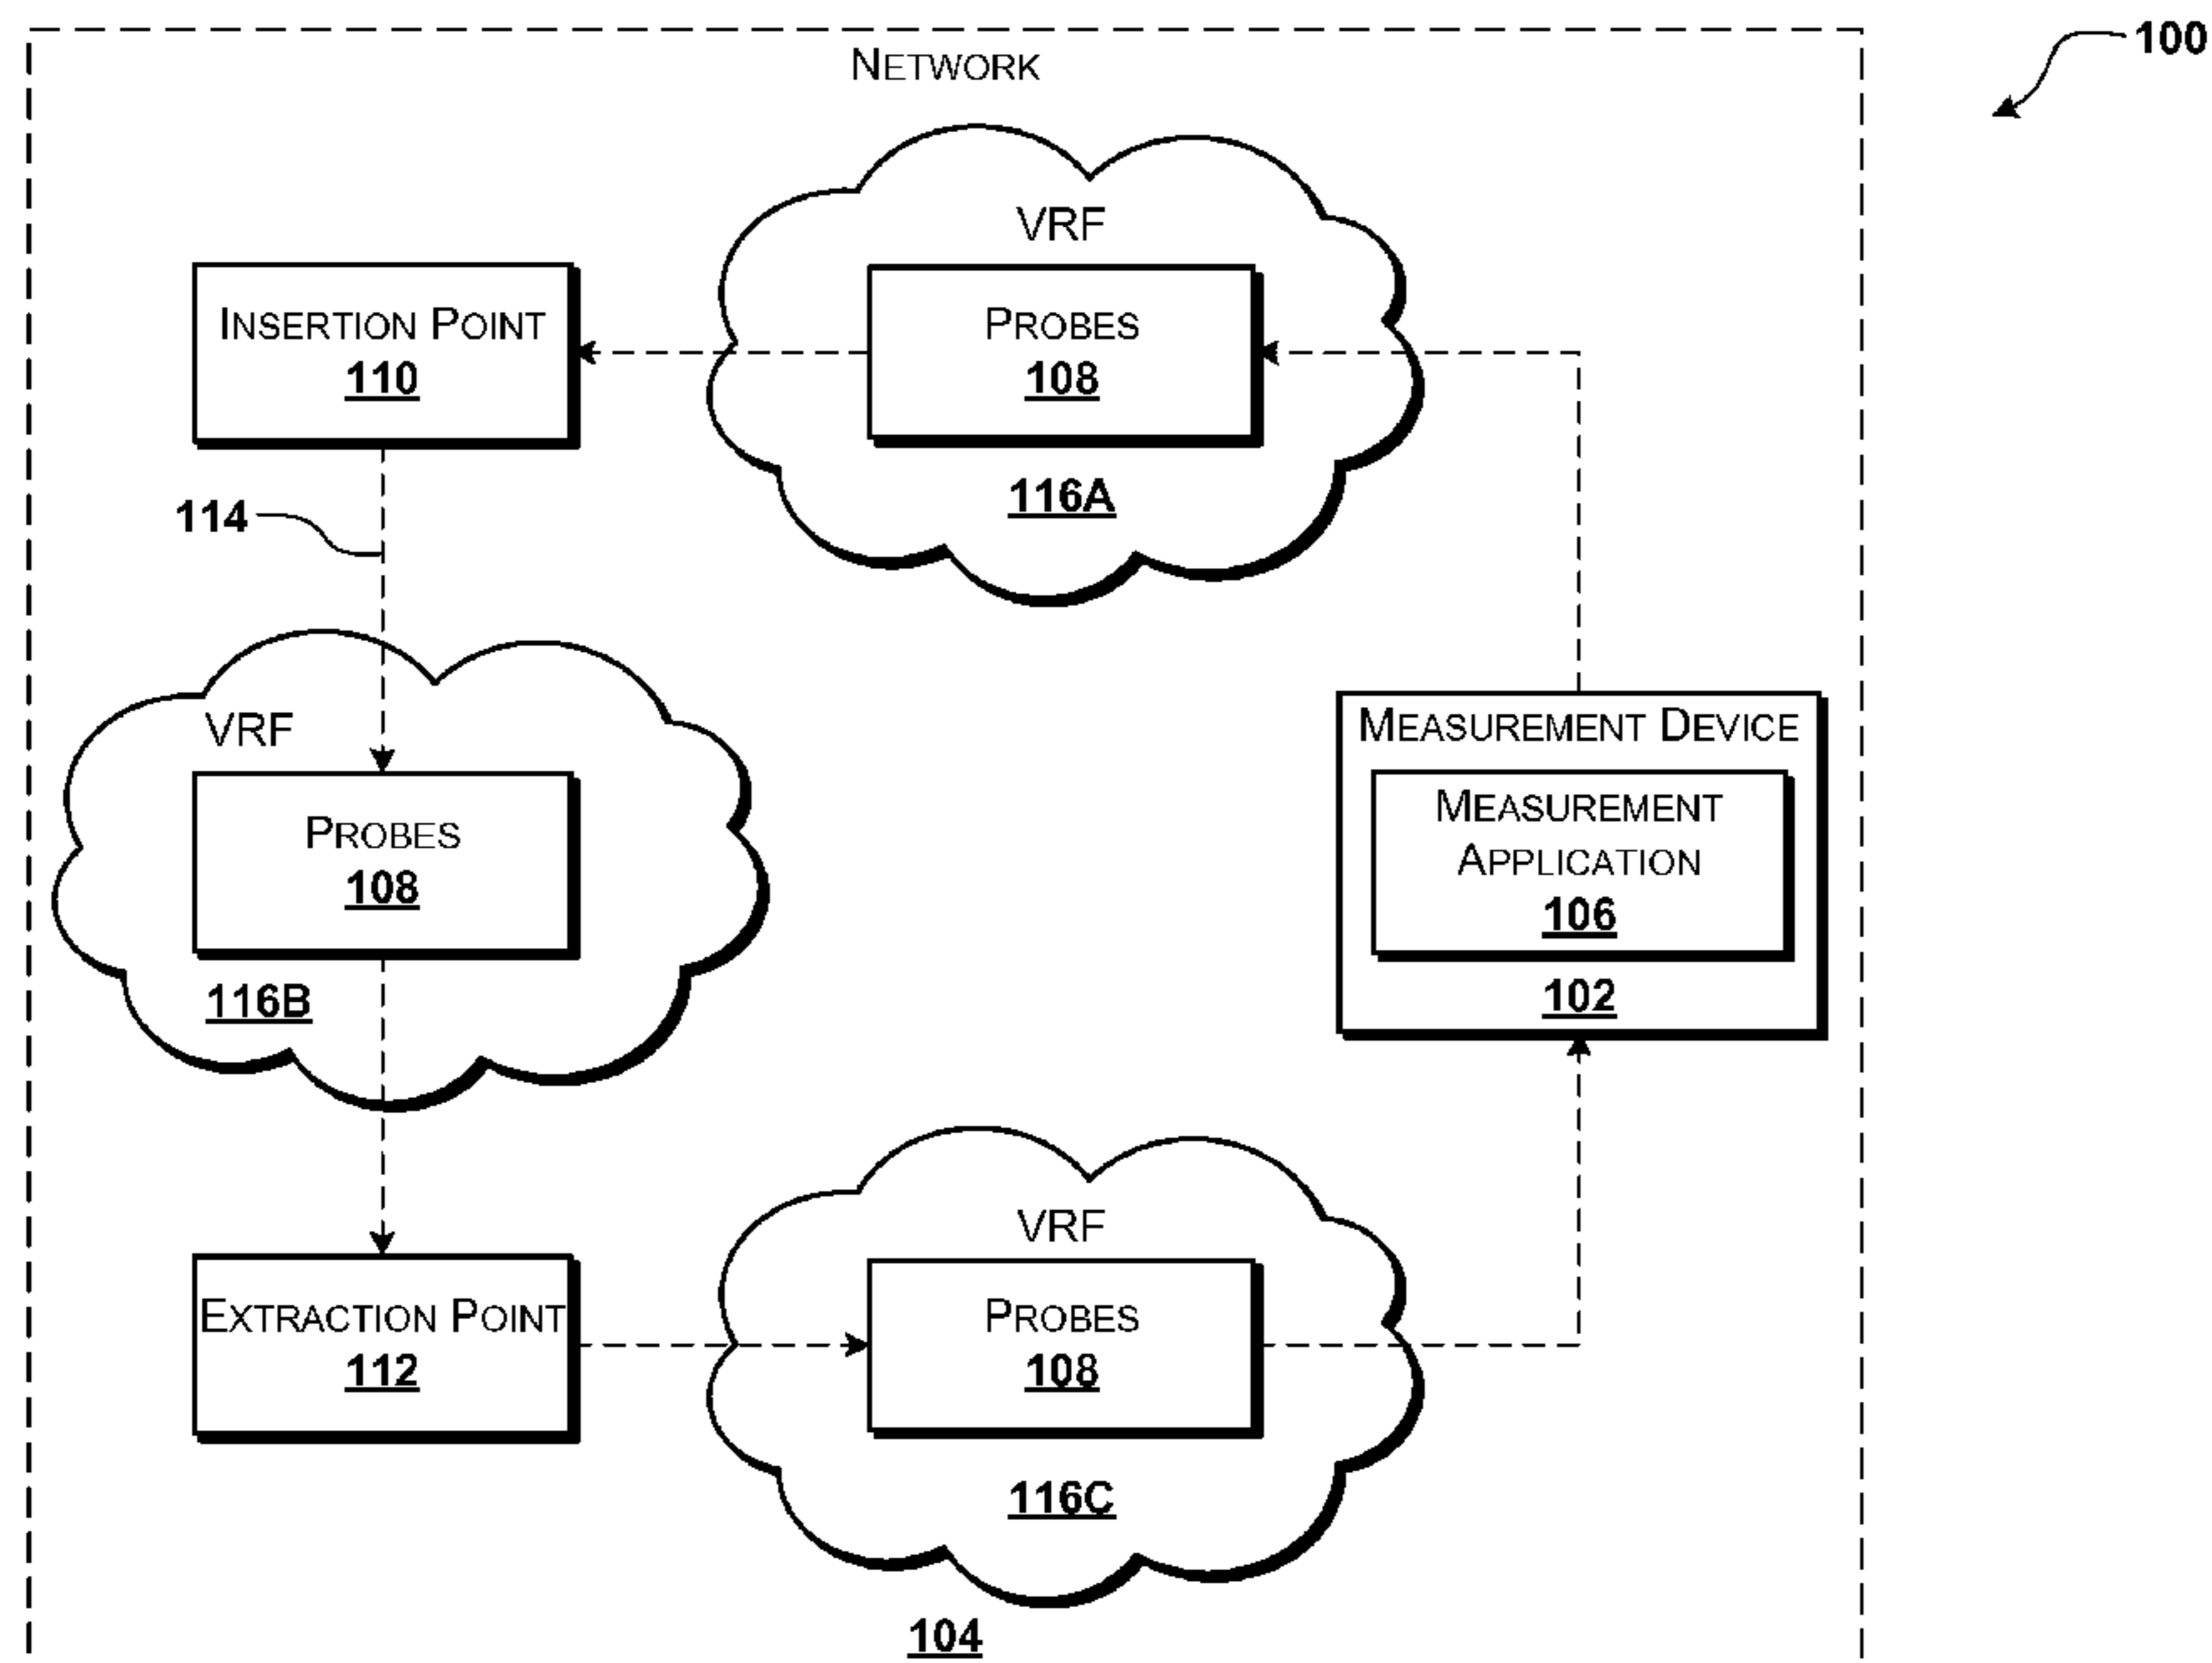 NETWORK
100
VRF
PROBES
108
116A
INSERTION POINT
110
114
VRF
PROBES
108
116B
MEASUREMENT DEVICE
MEASUREMENT
APPLICATION
106
102
EXTRACTION POINT
112
VRF
PROBES
108
116C
104